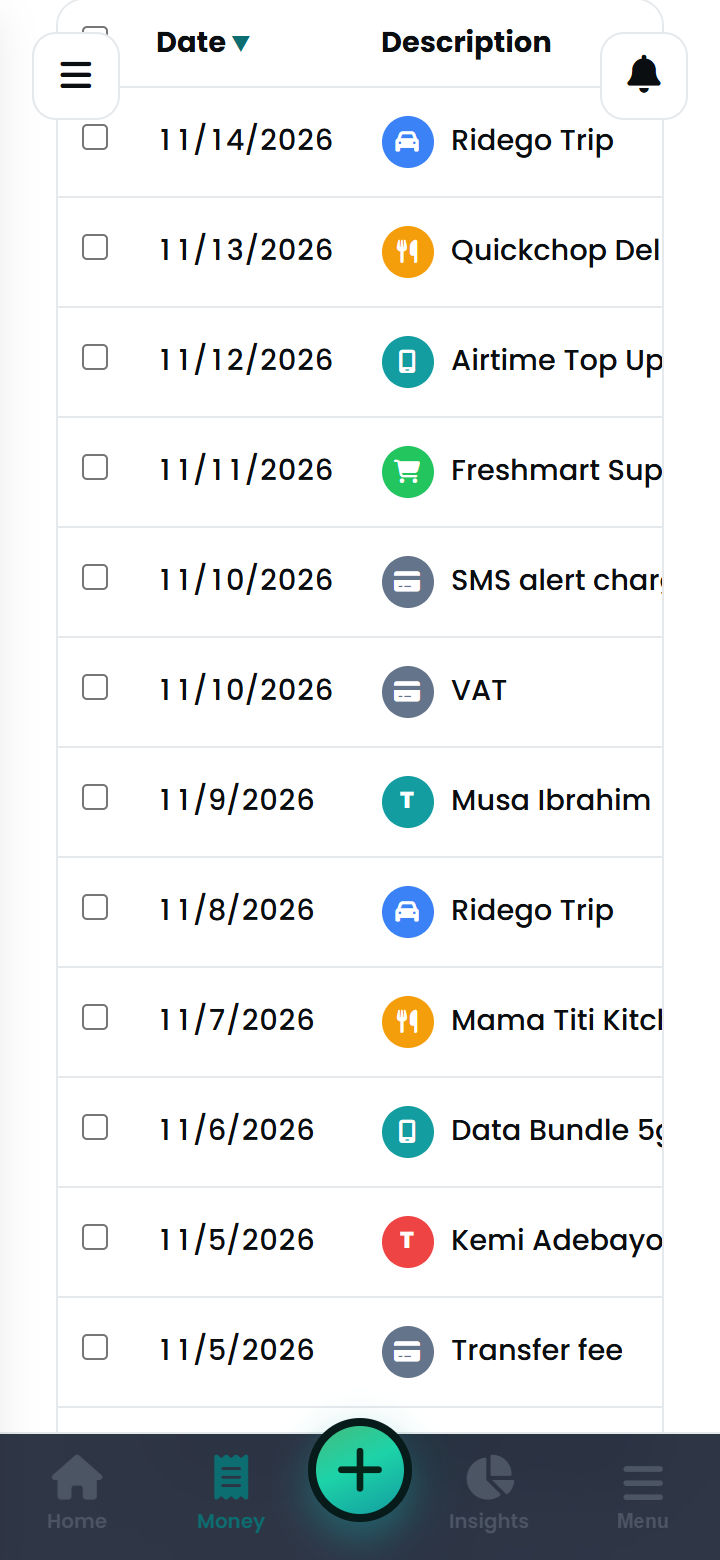 Date ▼ Description
11/14/2026 Ridego Trip
11/13/2026 Quickchop Del
11/12/2026 Airtime Top Up
11/11/2026 Freshmart Sup
11/10/2026 SMS alert char
11/10/2026 VAT
11/9/2026 T Musa Ibrahim
11/8/2026 Ridego Trip
11/7/2026 Mama Titi Kitc
11/6/2026 Data Bundle 5g
11/5/2026 T Kemi Adebayo
11/5/2026 Transfer fee
Home Money Insights Menu